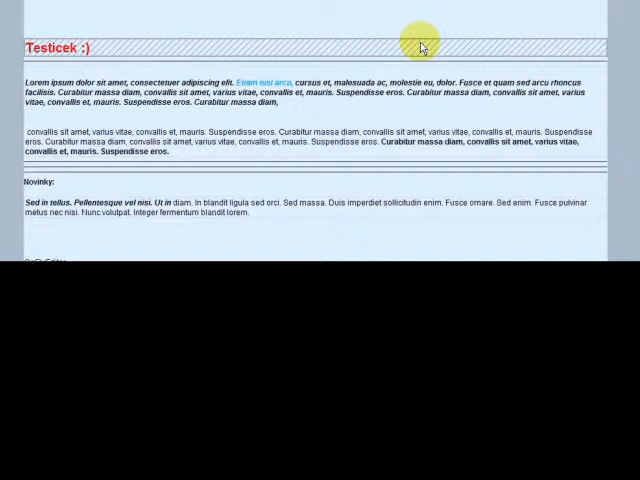 Testicek :)
Lorem ipsum dolor sit amet, consectetuer adipiscing elit. Etiam nisi arcu, cursus et, malesuada ac, molestie eu, dolor. Fusce et quam sed arcu rhoncus
facilisis. Curabitur massa diam, convallis sit amet, varius vitae, convallis et, mauris. Suspendisse eros. Curabitur massa diam, convallis sit amet, varius
vitae, convallis et, mauris. Suspendisse eros. Curabitur massa diam,
convallis sit amet, varius vitae, convallis et, mauris. Suspendisse eros. Curabitur massa diam, convallis sit amet, varius vitae, convallis et, mauris. Suspendisse
eros. Curabitur massa diam, convallis sit amet, varius vitae, convallis et, mauris. Suspendisse eros. Curabitur massa diam, convallis sit amet, varius vitae,
convallis et, mauris. Suspendisse eros.
Novinky:
Sed in tellus. Pellentesque vel nisi. Ut in diam. In blandit ligula sed orci. Sed massa. Duis imperdiet sollicitudin enim. Fusce ornare. Sed enim. Fusce pulvinar
metus nec nisi. Nunc volutpat. Integer fermentum blandit lorem.